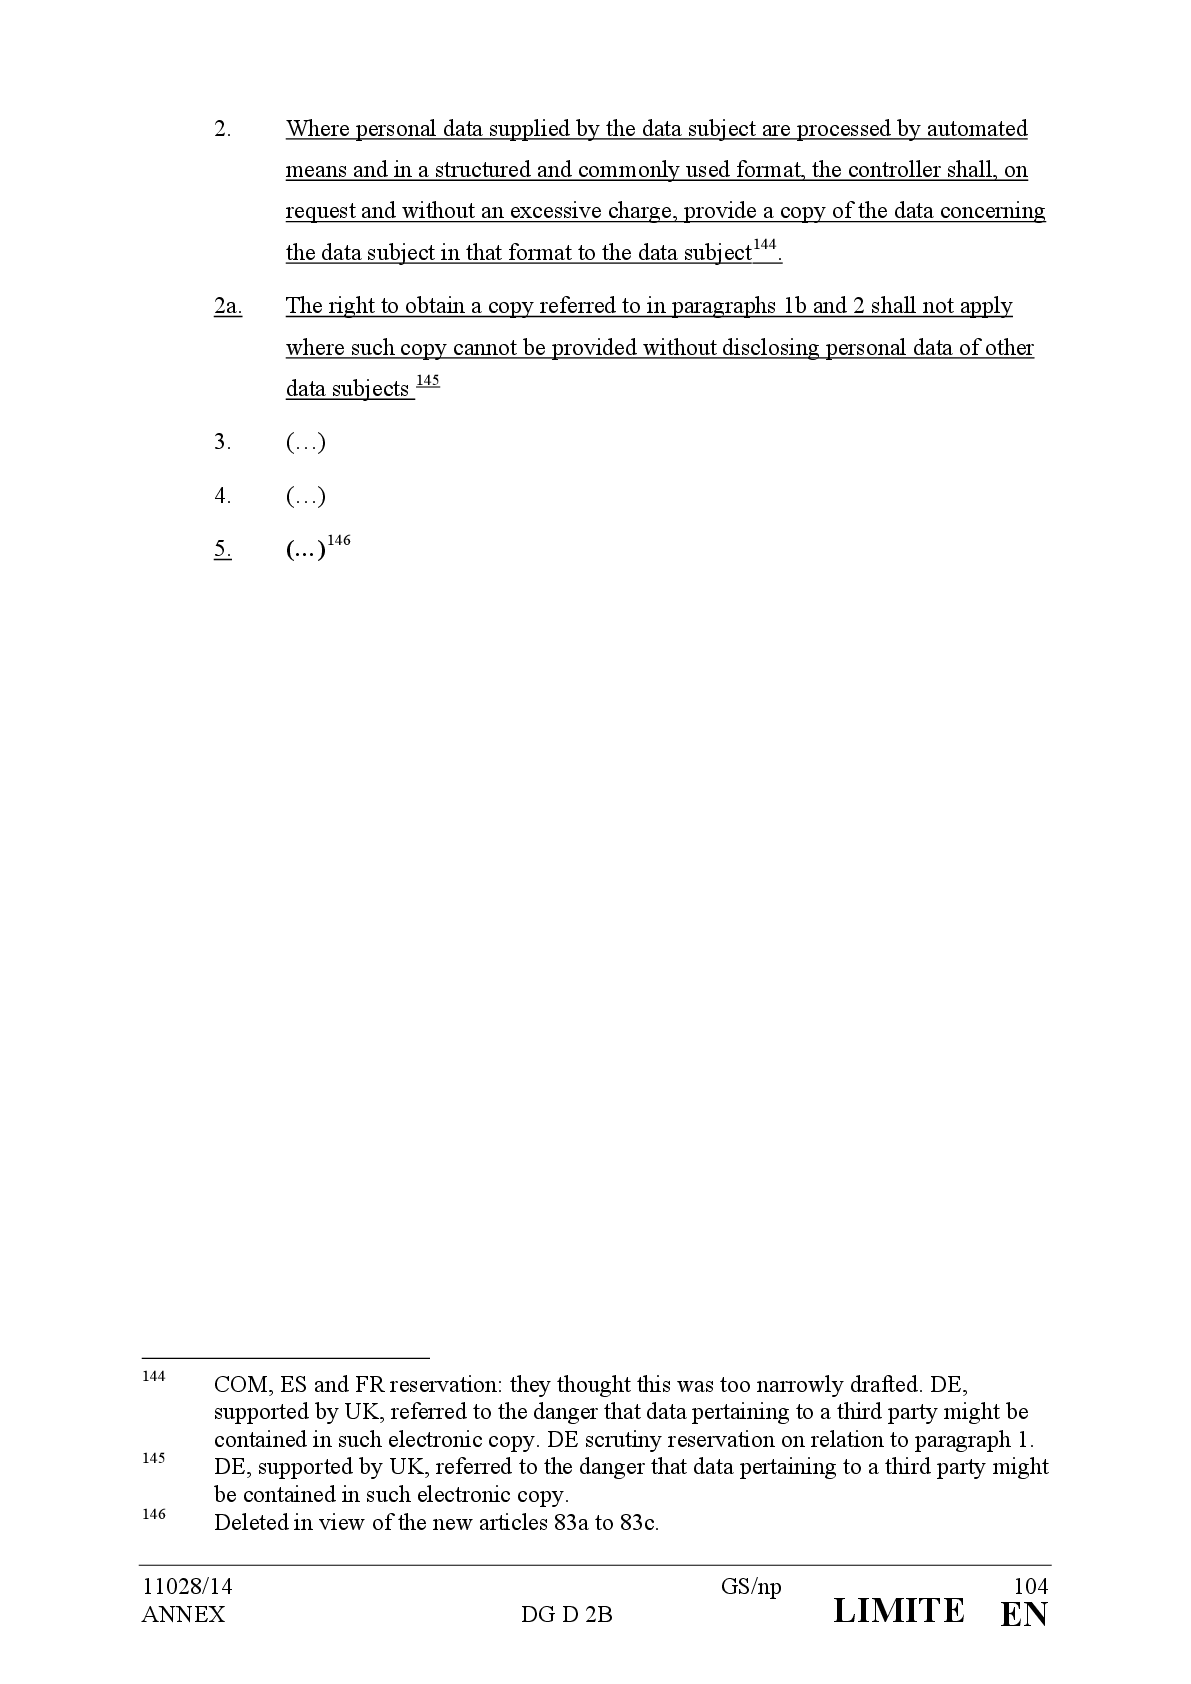 2. Where personal data supplied by the data subject are processed by automated
means and in a structured and commonly used format, the controller shall, on
request and without an excessive charge, provide a copy of the data concerning
the data subject in that format to the data subject144.
2a. The right to obtain a copy referred to in paragraphs 1b and 2 shall not apply
where such copy cannot be provided without disclosing personal data of other
data subjects 145
3. (…)
4. (…)
5. (…)146
144 COM, ES and FR reservation: they thought this was too narrowly drafted. DE,
supported by UK, referred to the danger that data pertaining to a third party might be
contained in such electronic copy. DE scrutiny reservation on relation to paragraph 1.
145 DE, supported by UK, referred to the danger that data pertaining to a third party might
be contained in such electronic copy.
146 Deleted in view of the new articles 83a to 83c.
11028/14 GS/np 104
ANNEX DG D 2B LIMITE EN